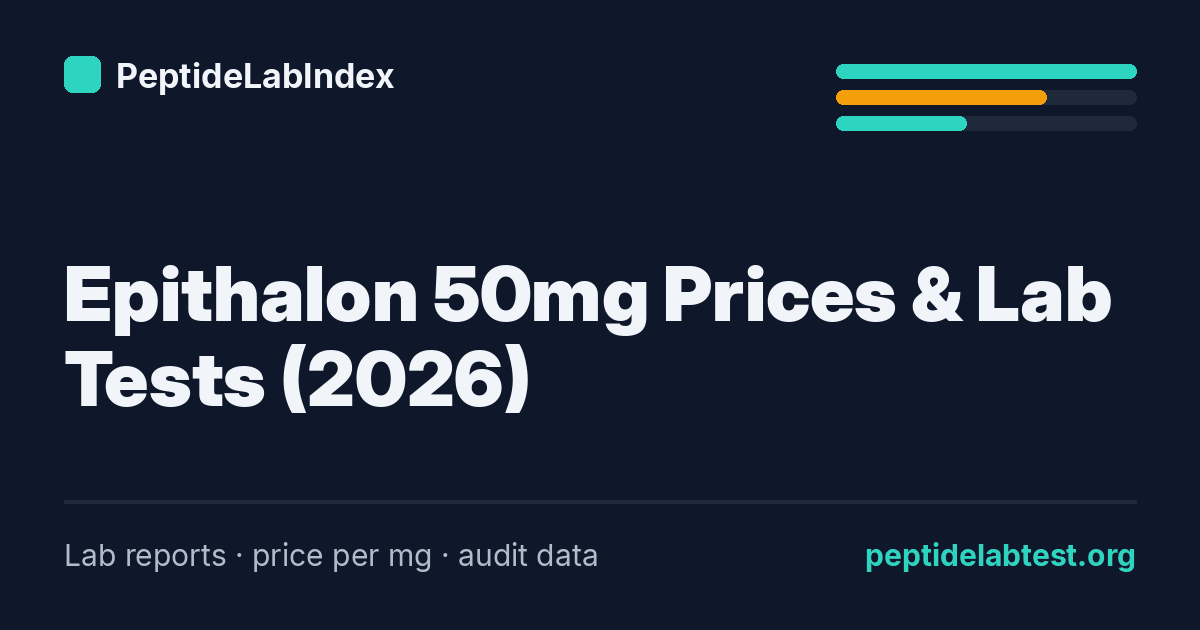 PeptideLabIndex
Epithalon 50mg Prices & Lab
Tests (2026)
Lab reports · price per mg · audit data
peptidelabtest.org